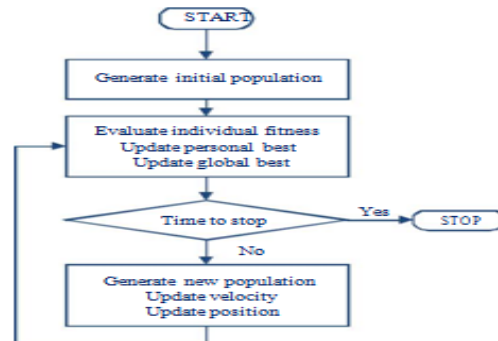 START
Generate initial population
Evaluate individual fitness
Update personal best
Update global best
Time to stop
Yes
STOP
No
Generate new population
Update velocity
Update position